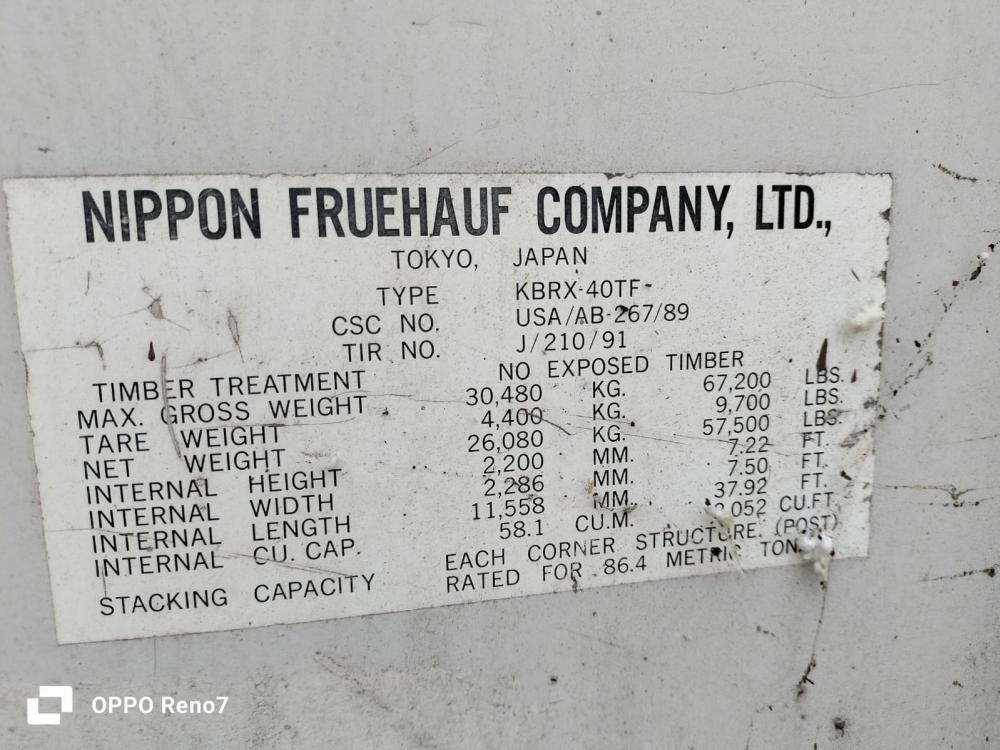 NIPPON FRUEHAUF COMPANY, LTD.,
TOKYO, JAPAN
TYPE KBRX-40TF
CSC NO. USA/AB-267/89
TIR NO. J/210/91
TIMBER TREATMENT NO EXPOSED TIMBER
MAX. GROSS WEIGHT 30,480 KG. 67,200 LBS.
TARE WEIGHT 4,400 KG. 9,700 LBS.
NET WEIGHT 26,080 KG. 57,500 LBS.
INTERNAL HEIGHT 2,200 MM. 7.22 FT.
INTERNAL WIDTH 2,286 MM. 7.50 FT.
INTERNAL LENGTH 11,558 MM. 37.92 FT.
INTERNAL CU. CAP. 58.1 CU.M. CU.FT.
STACKING CAPACITY EACH CORNER STRUCTURE. (POST)
RATED FOR 86.4 METRIC TON
OPPO Reno7